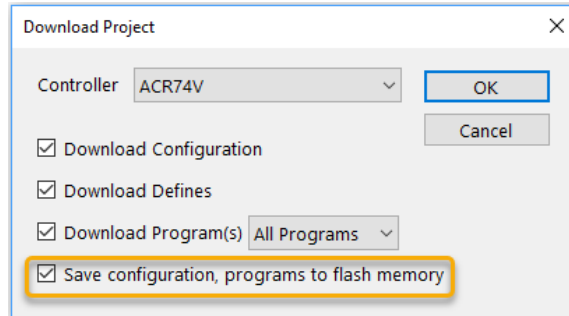 Download Project
Controller ACR74V
OK
Cancel
Download Configuration
Download Defines
Download Program(s) All Programs
Save configuration, programs to flash memory